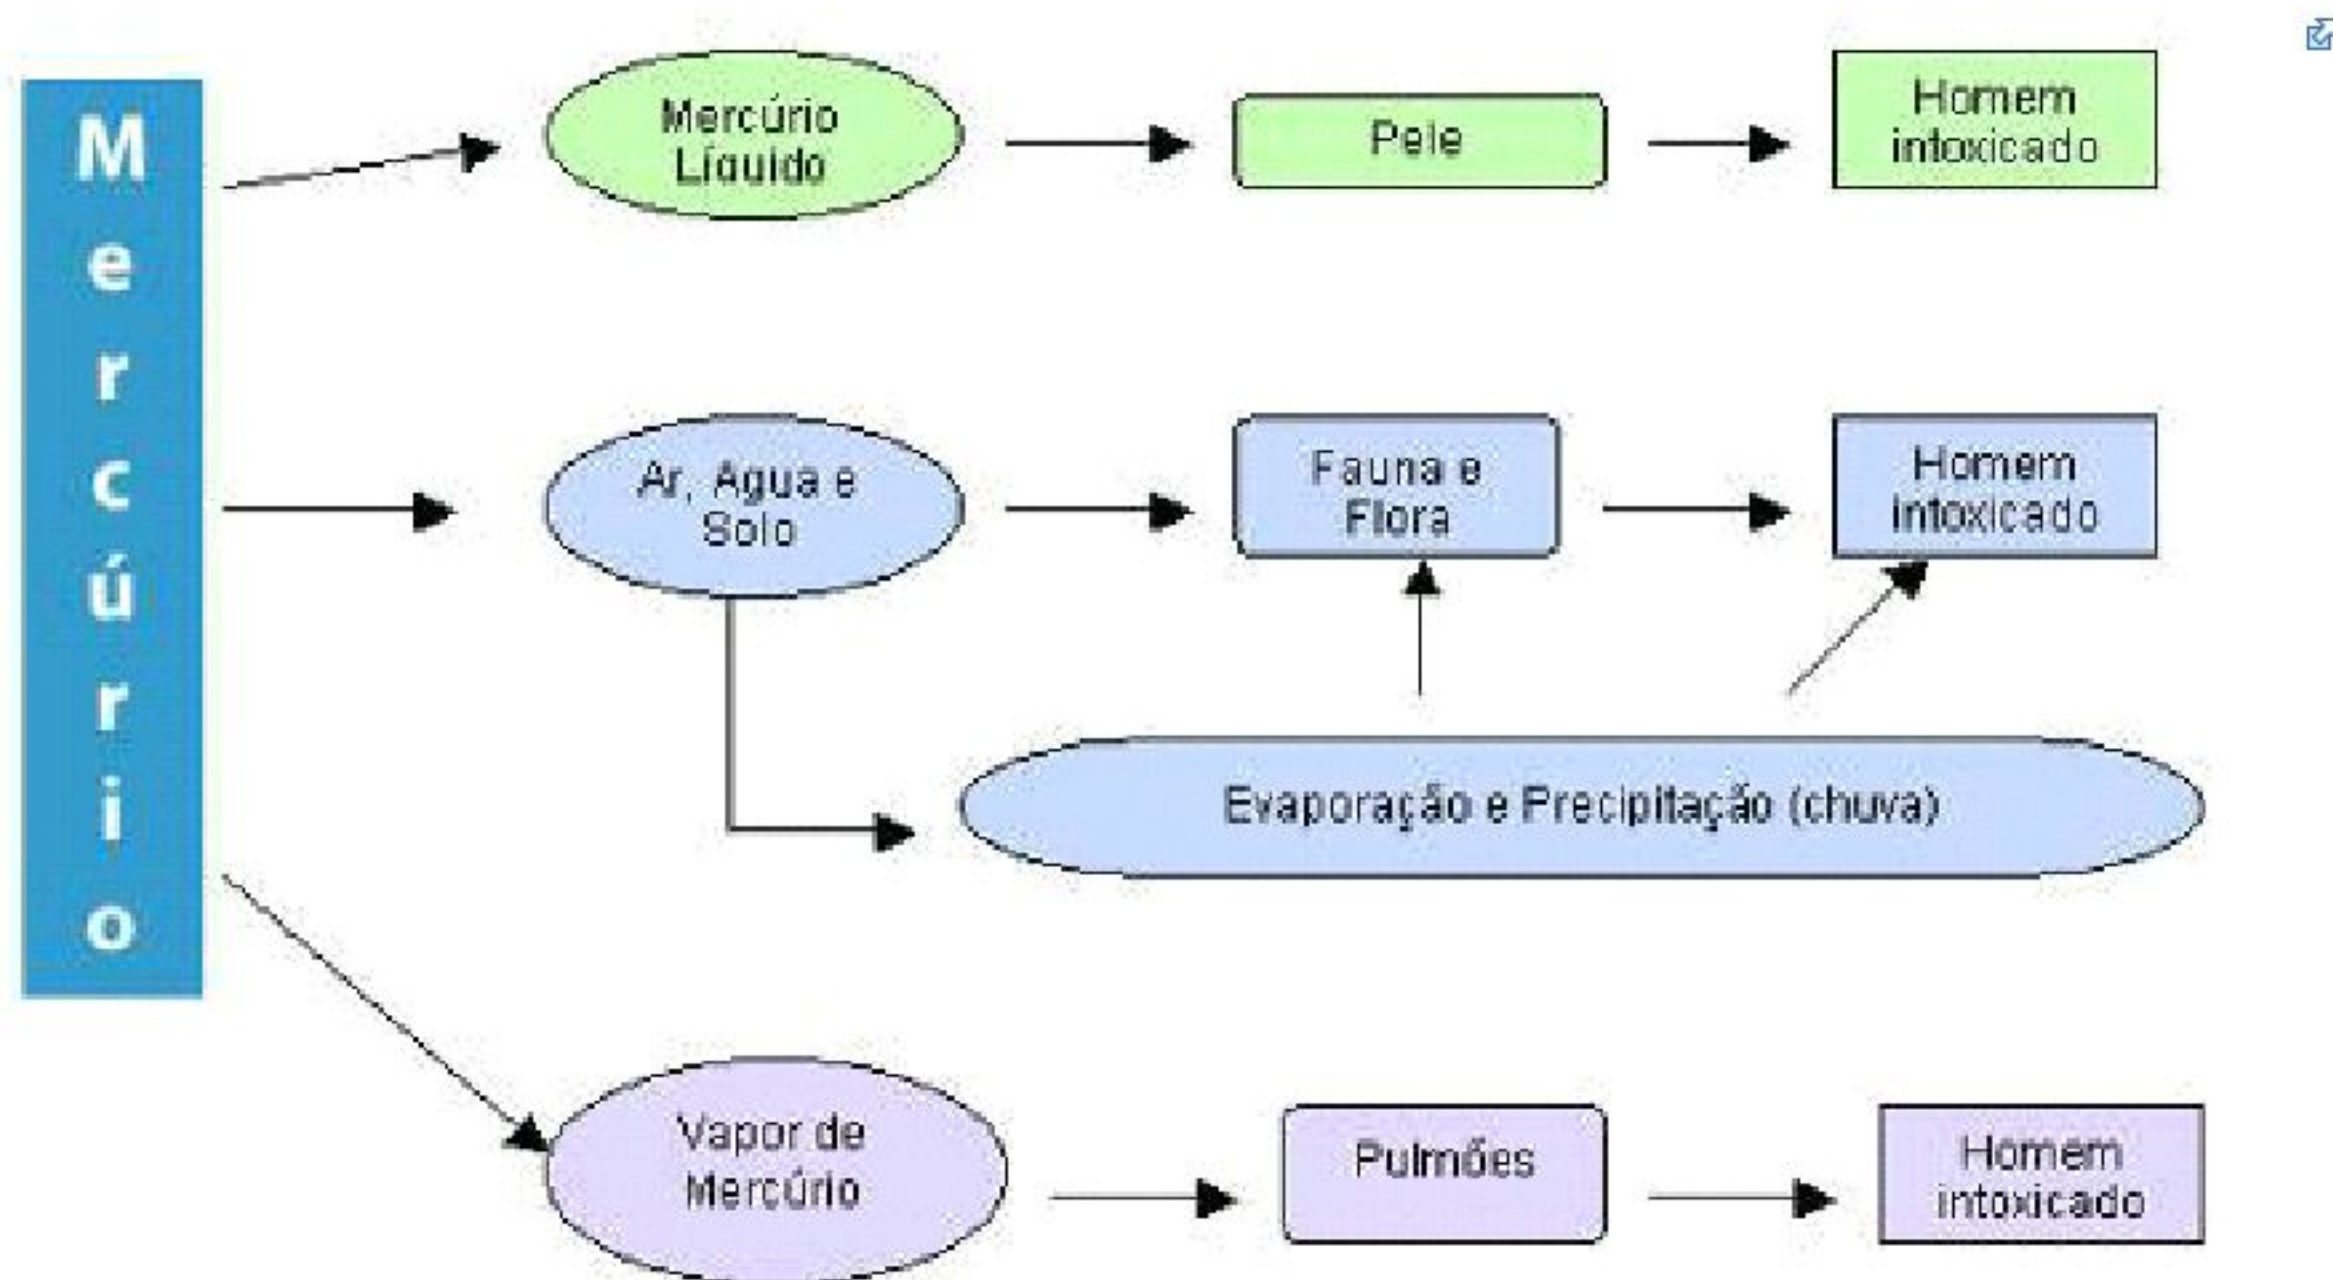 Mercúrio
Mercúrio
Líquido
Pele
Homem
intoxicado
Ar, Agua e
Solo
Fauna e
Flora
Homem
intoxicado
Evaporação e Precipitação (chuva)
Vapor de
Mercúrio
Pulmões
Homem
intoxicado